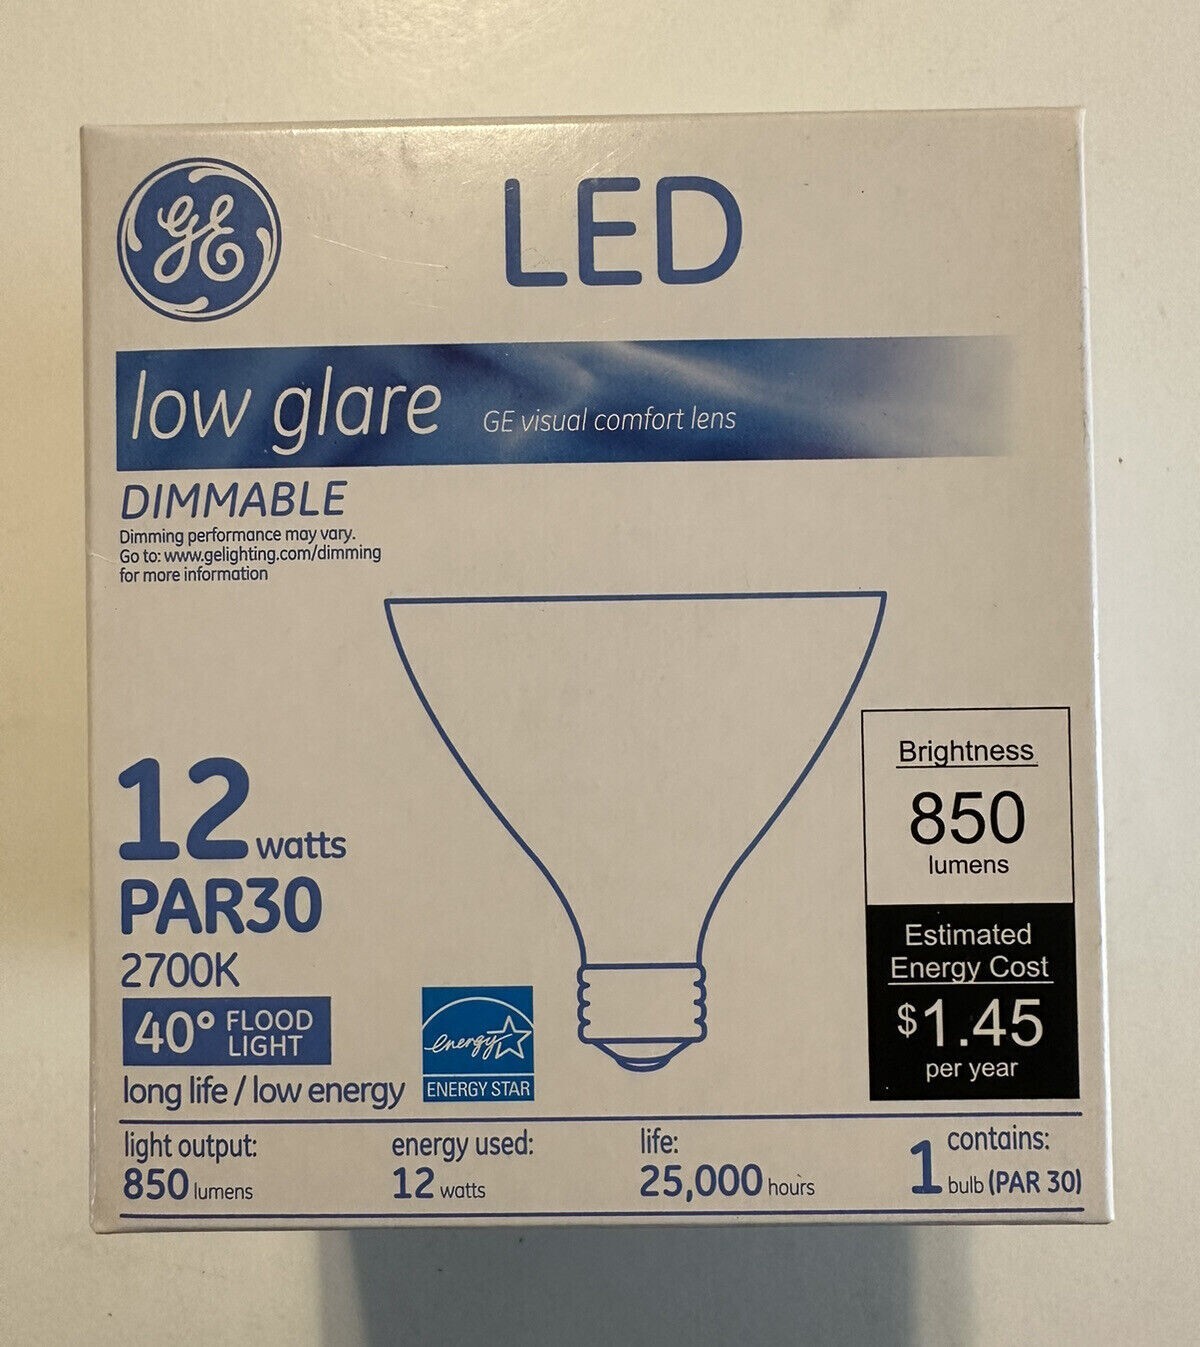 GE
LED
low glare GE visual comfort lens
DIMMABLE
Dimming performance may vary.
Go to: www.gelighting.com/dimming
for more information
12 watts
PAR30
2700K
40° FLOOD
LIGHT
long life / low energy
energy
ENERGY STAR
Brightness
850
lumens
Estimated
Energy Cost
$1.45
per year
light output:
850 lumens
energy used:
12 watts
life:
25,000 hours
contains:
1 bulb (PAR 30)